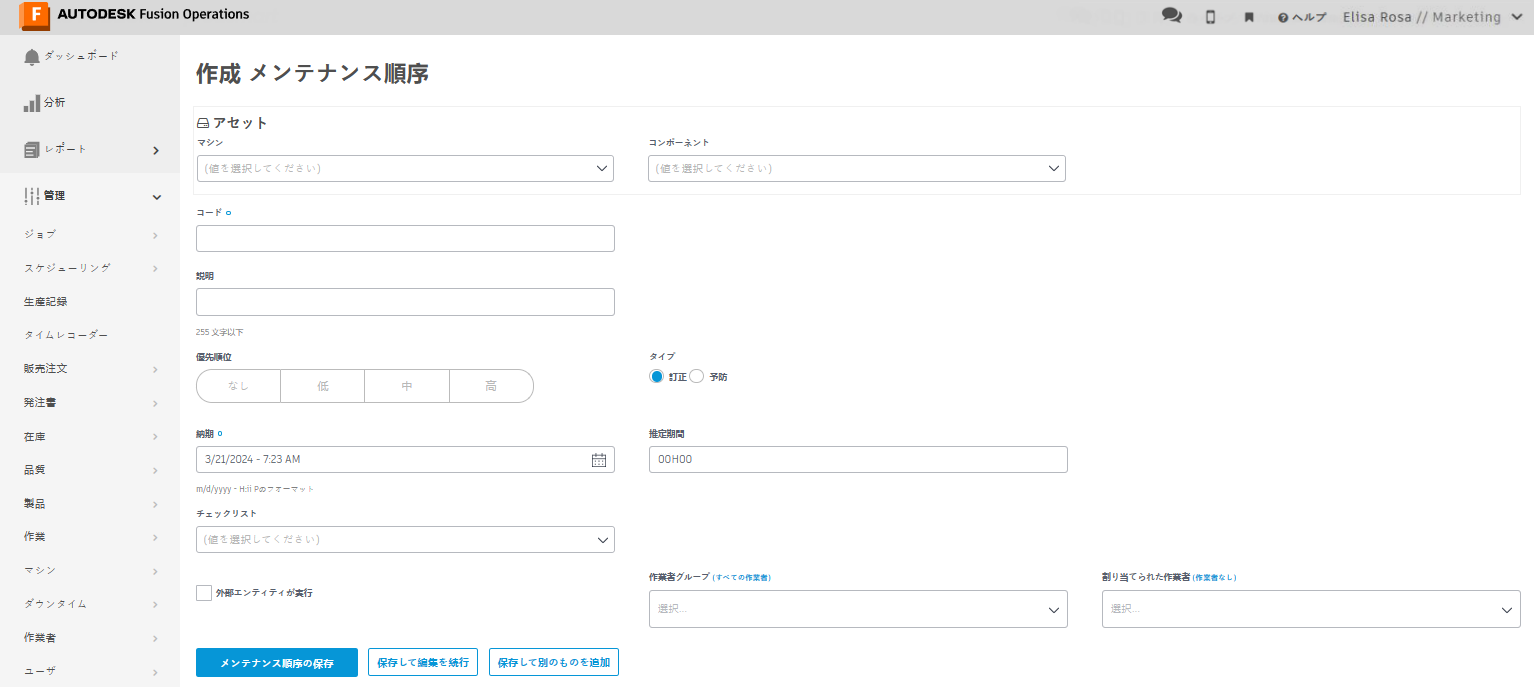 AUTODESK Fusion Operations
ヘルプ
Elisa Rosa // Marketing
ダッシュボード
分析
レポート
管理
ジョブ
スケジューリング
生産記録
タイムレコーダー
販売注文
発注書
在庫
品質
製品
作業
マシン
ダウンタイム
作業者
ユーザ
作成 メンテナンス順序
アセット
マシン コンポーネント
(値を選択してください) (値を選択してください)
コード
説明
255 文字以下
優先順位 タイプ
なし 低 中 高 訂正 予防
納期 推定期間
3/21/2024 - 7:23 AM 00H00
m/d/yyyy - H:ii Pのフォーマット
チェックリスト
(値を選択してください)
作業者グループ (すべての作業者) 割り当てられた作業者 (作業者なし)
外部エンティティが実行 選択... 選択...
メンテナンス順序の保存 保存して編集を続行 保存して別のものを追加